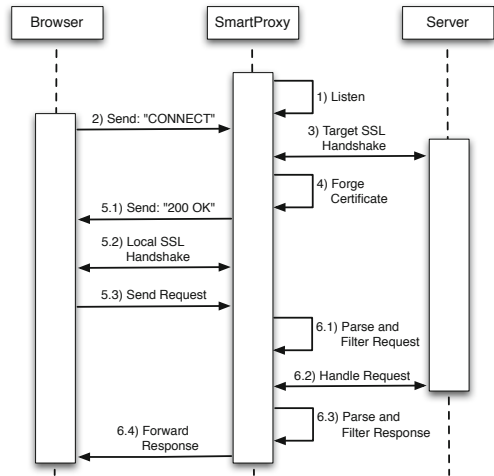 Browser
SmartProxy
Server
1) Listen
2) Send: "CONNECT"
3) Target SSL
Handshake
4) Forge
Certificate
5.1) Send: "200 OK"
5.2) Local SSL
Handshake
5.3) Send Request
6.1) Parse and
Filter Request
6.2) Handle Request
6.3) Parse and
Filter Response
6.4) Forward
Response